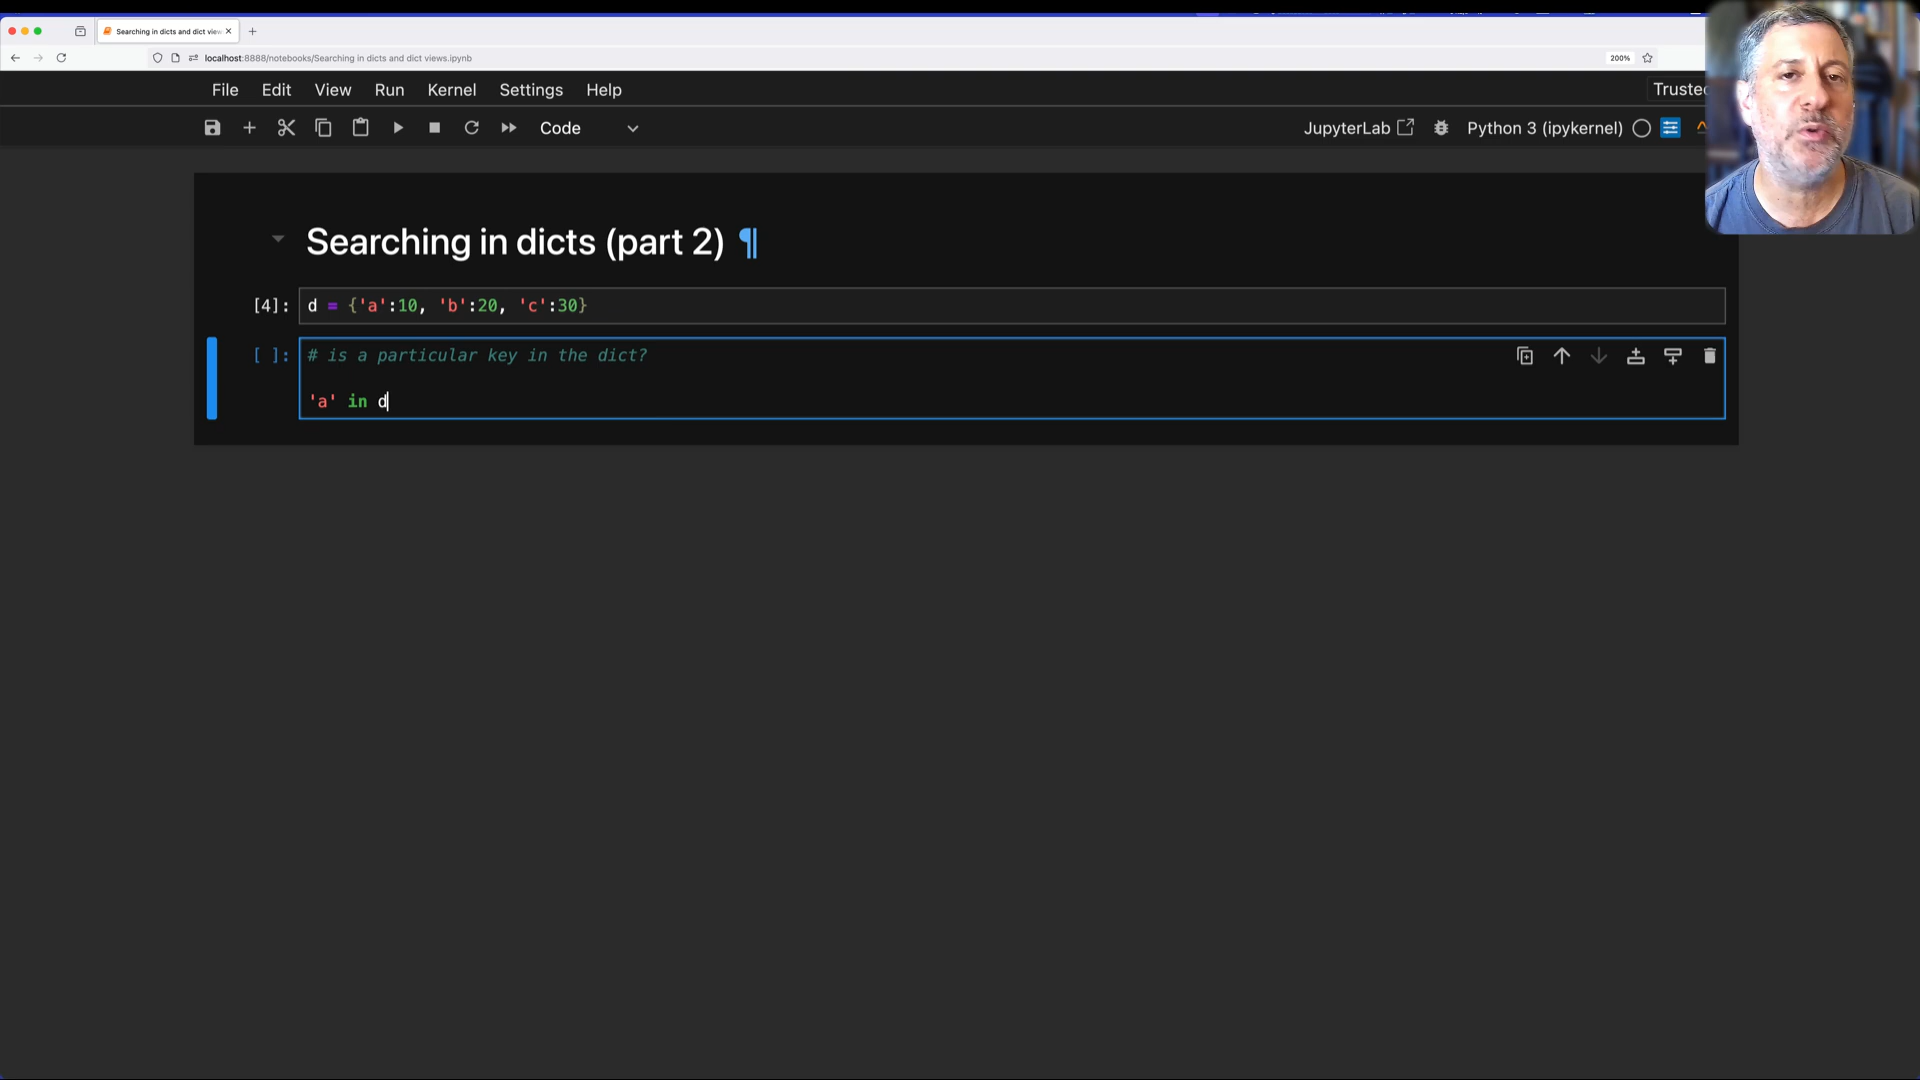 Searching in dicts and dict view
localhost:8888/notebooks/Searching in dicts and dict views.ipynb
200%
File Edit View Run Kernel Settings Help
Trusted
Code
JupyterLab
Python 3 (ipykernel)
Searching in dicts (part 2) ¶
[4]: d = {'a':10, 'b':20, 'c':30}
[ ]: # is a particular key in the dict?
'a' in d